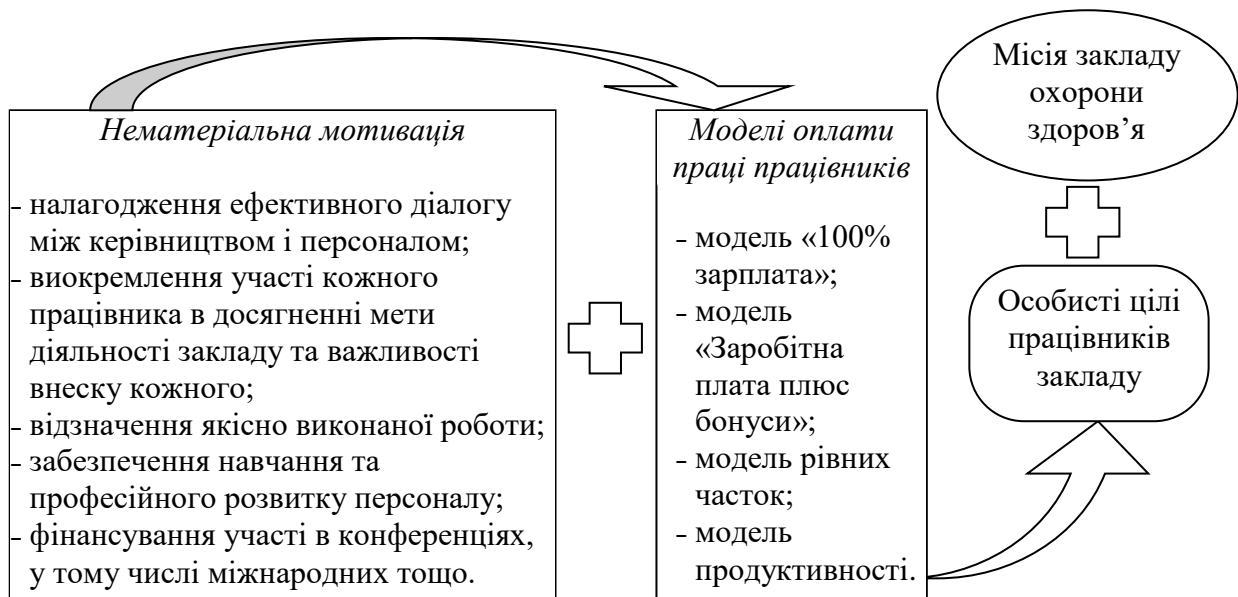 Нематеріальна мотивація
- налагодження ефективного діалогу
між керівництвом і персоналом;
- виокремлення участі кожного
працівника в досягненні мети
діяльності закладу та важливості
внеску кожного;
- відзначення якісно виконаної роботи;
- забезпечення навчання та
професійного розвитку персоналу;
- фінансування участі в конференціях,
у тому числі міжнародних тощо.
Моделі оплати
праці працівників
- модель «100%
зарплата»;
- модель
«Заробітна
плата плюс
бонуси»;
- модель рівних
часток;
- модель
продуктивності.
Місія закладу
охорони
здоров’я
Особисті цілі
працівників
закладу